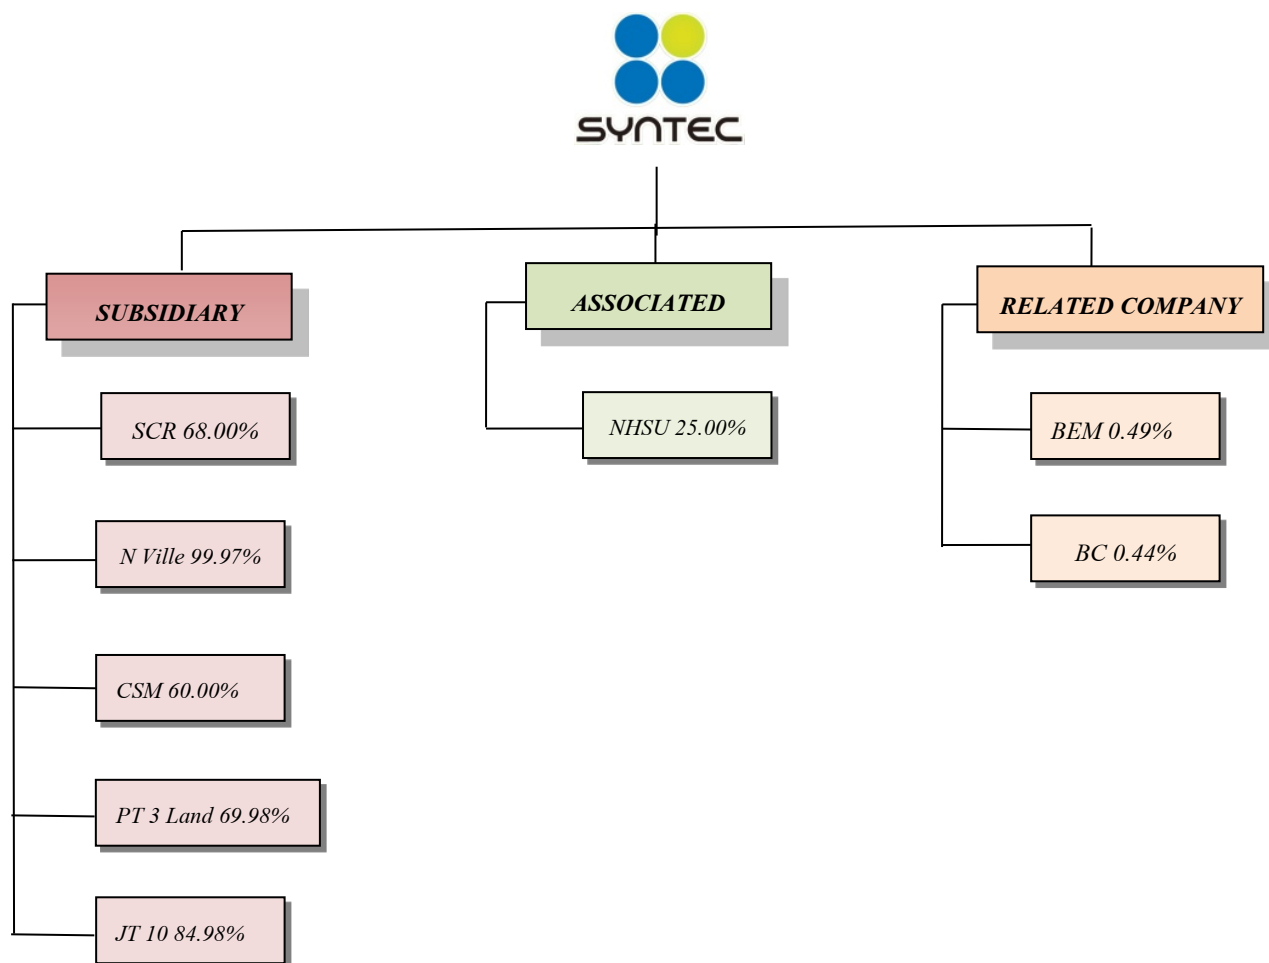 SYNTEC
SUBSIDIARY
ASSOCIATED
RELATED COMPANY
SCR 68.00%
NHSU 25.00%
BEM 0.49%
N Ville 99.97%
BC 0.44%
CSM 60.00%
PT 3 Land 69.98%
JT 10 84.98%